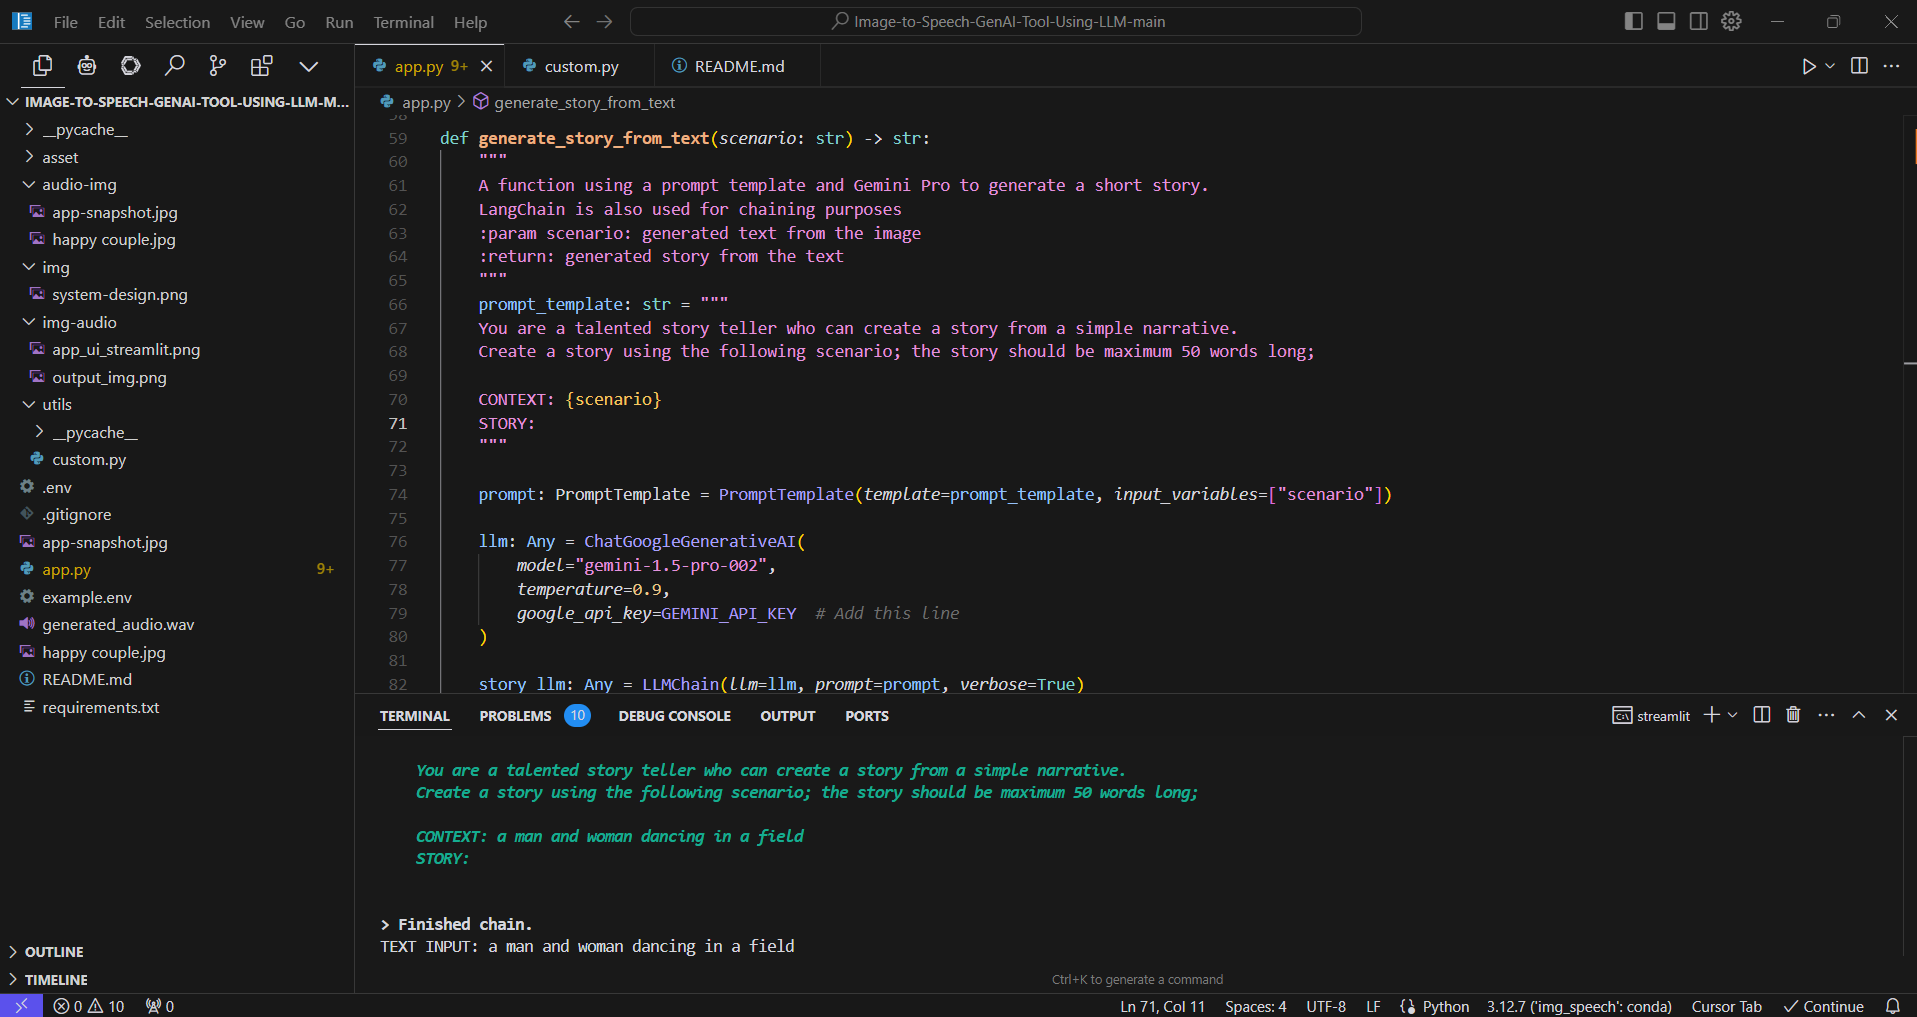 File Edit Selection View Go Run Terminal Help
Image-to-Speech-GenAI-Tool-Using-LLM-main
IMAGE-TO-SPEECH-GENAI-TOOL-USING-LLM-M...
__pycache__
asset
audio-img
app-snapshot.jpg
happy couple.jpg
img
system-design.png
img-audio
app_ui_streamlit.png
output_img.png
utils
__pycache__
custom.py
.env
.gitignore
app-snapshot.jpg
app.py 9+
example.env
generated_audio.wav
happy couple.jpg
README.md
requirements.txt
OUTLINE
TIMELINE
app.py 9+ custom.py README.md
app.py > generate_story_from_text
58
59 def generate_story_from_text(scenario: str) -> str:
60 """
61 A function using a prompt template and Gemini Pro to generate a short story.
62 LangChain is also used for chaining purposes
63 :param scenario: generated text from the image
64 :return: generated story from the text
65 """
66 prompt_template: str = """
67 You are a talented story teller who can create a story from a simple narrative.
68 Create a story using the following scenario; the story should be maximum 50 words long;
69
70 CONTEXT: {scenario}
71 STORY:
72 """
73
74 prompt: PromptTemplate = PromptTemplate(template=prompt_template, input_variables=["scenario"])
75
76 llm: Any = ChatGoogleGenerativeAI(
77 model="gemini-1.5-pro-002",
78 temperature=0.9,
79 google_api_key=GEMINI_API_KEY # Add this line
80 )
81
82 story_llm: Any = LLMChain(llm=llm, prompt=prompt, verbose=True)
TERMINAL PROBLEMS 10 DEBUG CONSOLE OUTPUT PORTS
streamlit
You are a talented story teller who can create a story from a simple narrative.
Create a story using the following scenario; the story should be maximum 50 words long;
CONTEXT: a man and woman dancing in a field
STORY:
> Finished chain.
TEXT INPUT: a man and woman dancing in a field
Ctrl+K to generate a command
0 10 0
Ln 71, Col 11 Spaces: 4 UTF-8 LF Python 3.12.7 ('img_speech': conda) Cursor Tab Continue